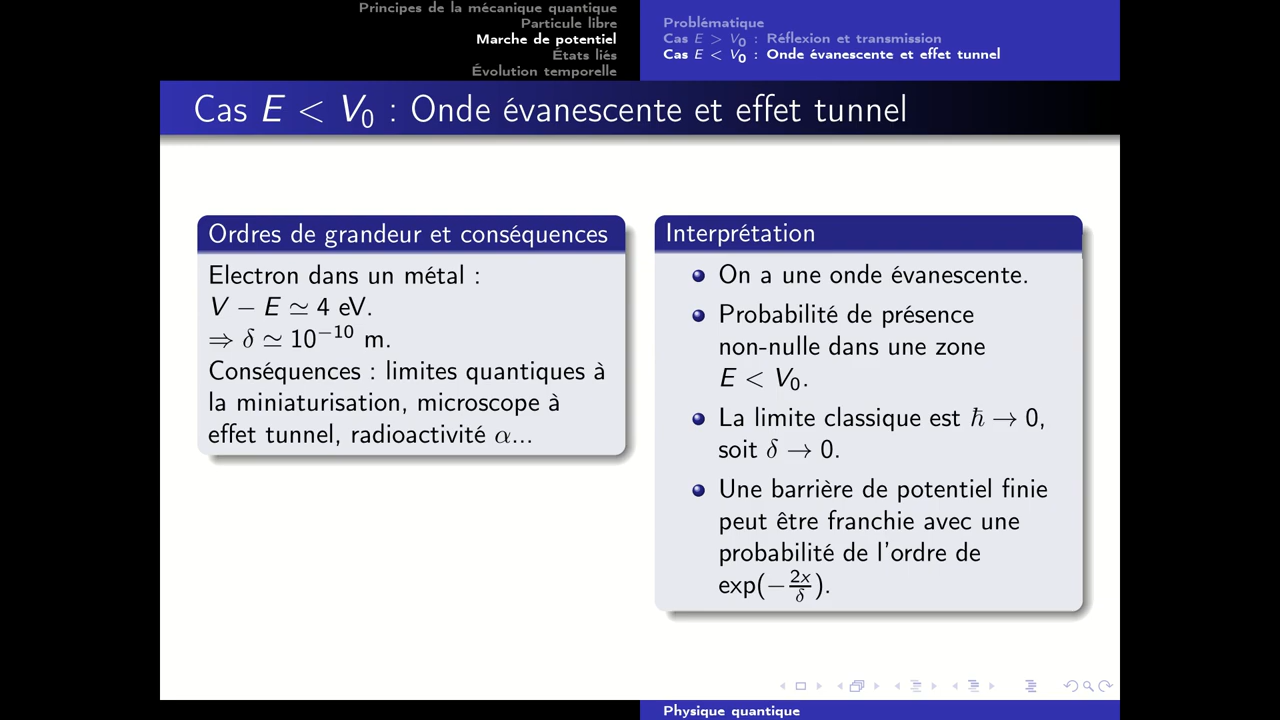 Principes de la mécanique quantique
Particule libre
Marche de potentiel
États liés
Évolution temporelle
Problématique
Cas E > V₀ : Réflexion et transmission
Cas E < V₀ : Onde évanescente et effet tunnel
Cas E < V₀ : Onde évanescente et effet tunnel
Ordres de grandeur et conséquences
Electron dans un métal :
V − E ≃ 4 eV.
⇒ δ ≃ 10⁻¹⁰ m.
Conséquences : limites quantiques à
la miniaturisation, microscope à
effet tunnel, radioactivité α...
Interprétation
On a une onde évanescente.
Probabilité de présence
non-nulle dans une zone
E < V₀.
La limite classique est ℏ → 0,
soit δ → 0.
Une barrière de potentiel finie
peut être franchie avec une
probabilité de l'ordre de
exp(−2x/δ).
Physique quantique